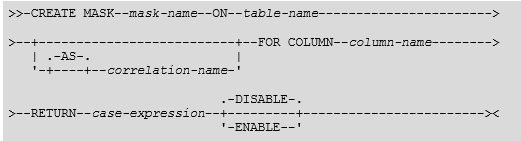 >>-CREATE MASK--mask-name--ON--table-name----------------------->
>--+-------------------------+--FOR COLUMN--column-name-------->
| .-AS-. |
'-+----+--correlation-name-'
.-DISABLE-.
>--RETURN--case-expression--+---------+------------------------><
'-ENABLE--'